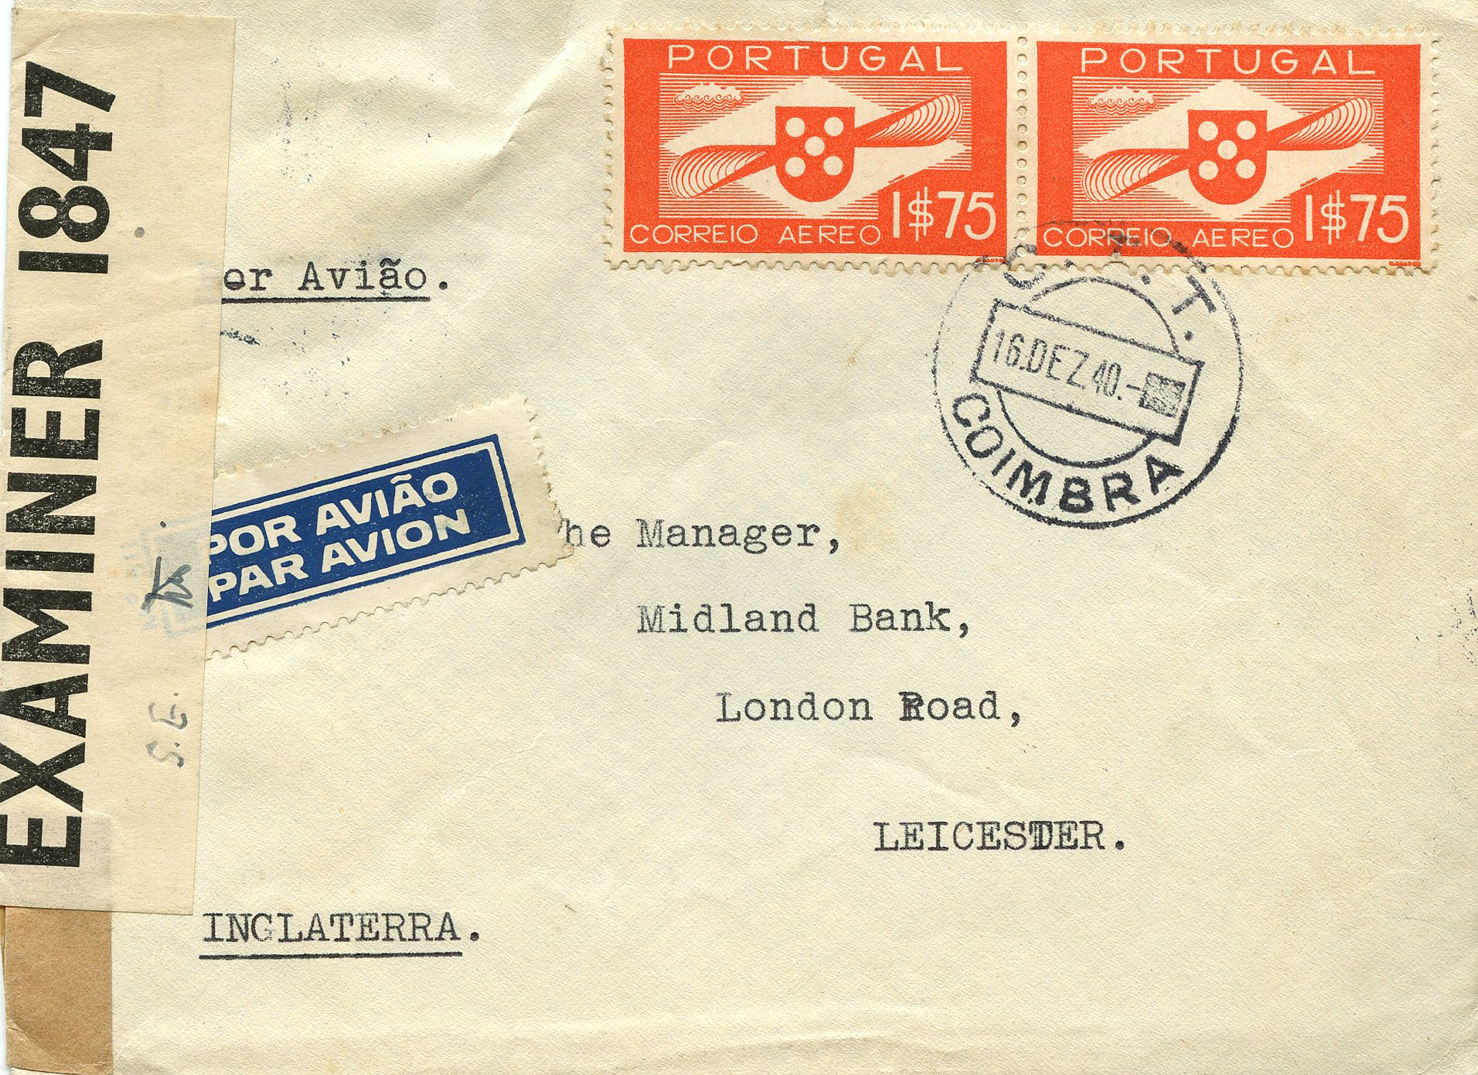 EXAMINER 1847
PORTUGAL
CORREIO AEREO 1$75
PORTUGAL
CORREIO AEREO 1$75
er Avião.
C.T.T.
16.DEZ.40.-
COIMBRA
POR AVIÃO
PAR AVION
he Manager,
Midland Bank,
London Road,
LEICESTER.
S.E.
INGLATERRA.